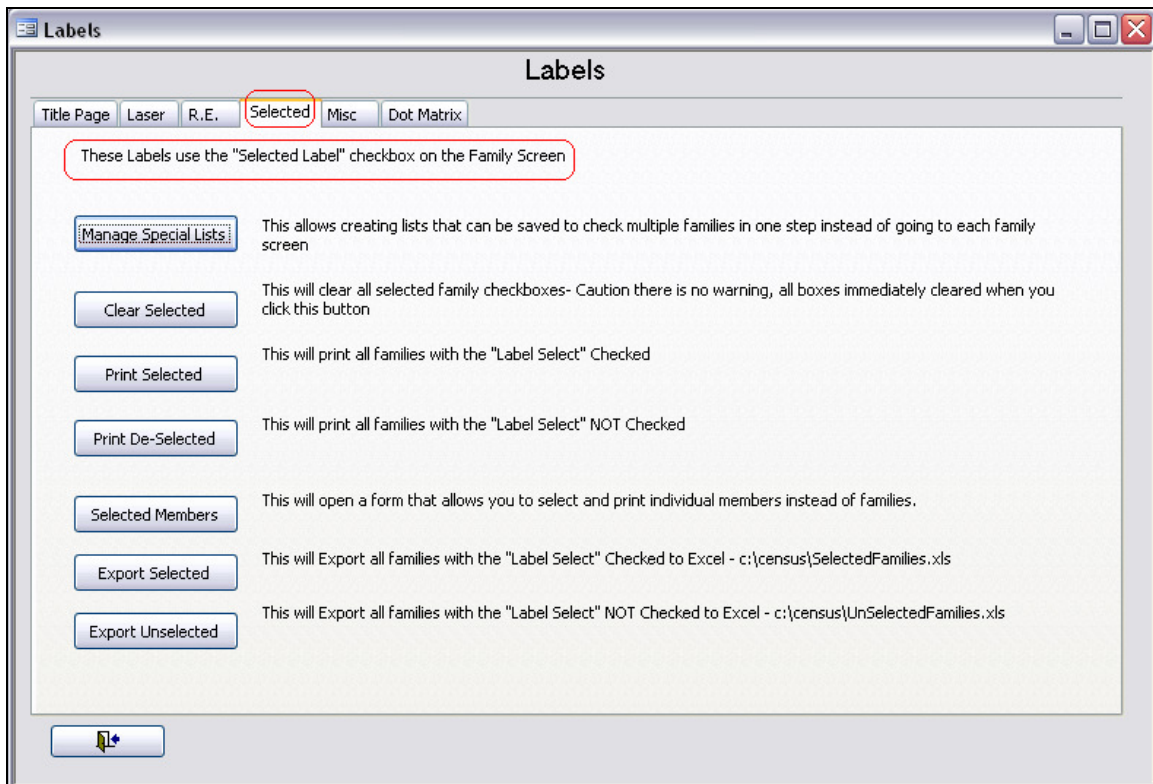 Labels
Labels
Title Page Laser R.E. Selected Misc Dot Matrix
These Labels use the "Selected Label" checkbox on the Family Screen
Manage Special Lists
This allows creating lists that can be saved to check multiple families in one step instead of going to each family
screen
Clear Selected
This will clear all selected family checkboxes- Caution there is no warning, all boxes immediately cleared when you
click this button
Print Selected
This will print all families with the "Label Select" Checked
Print De-Selected
This will print all families with the "Label Select" NOT Checked
Selected Members
This will open a form that allows you to select and print individual members instead of families.
Export Selected
This will Export all families with the "Label Select" Checked to Excel - c:\census\SelectedFamilies.xls
Export Unselected
This will Export all families with the "Label Select" NOT Checked to Excel - c:\census\UnSelectedFamilies.xls